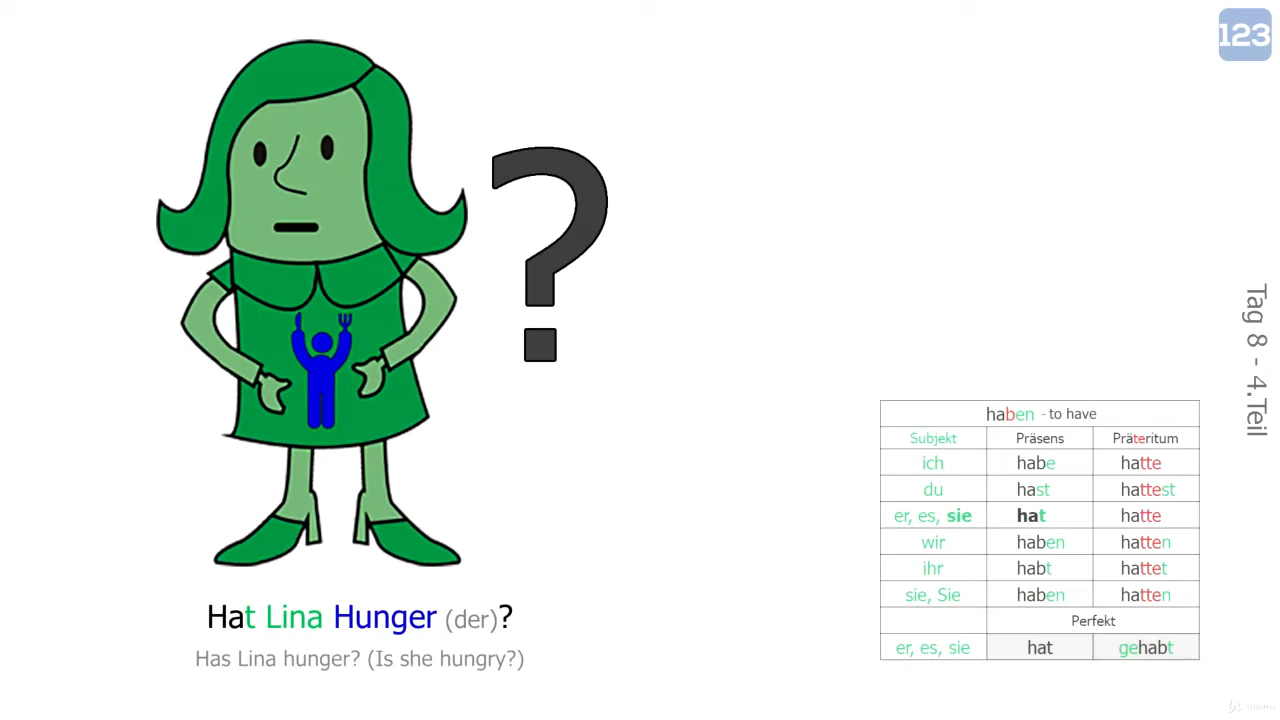 123
Tag 8 - 4.Teil
Hat Lina Hunger (der)?
Has Lina hunger? (Is she hungry?)
haben - to have
Subjekt Präsens Präteritum
ich habe hatte
du hast hattest
er, es, sie hat hatte
wir haben hatten
ihr habt hattet
sie, Sie haben hatten
Perfekt
er, es, sie hat gehabt